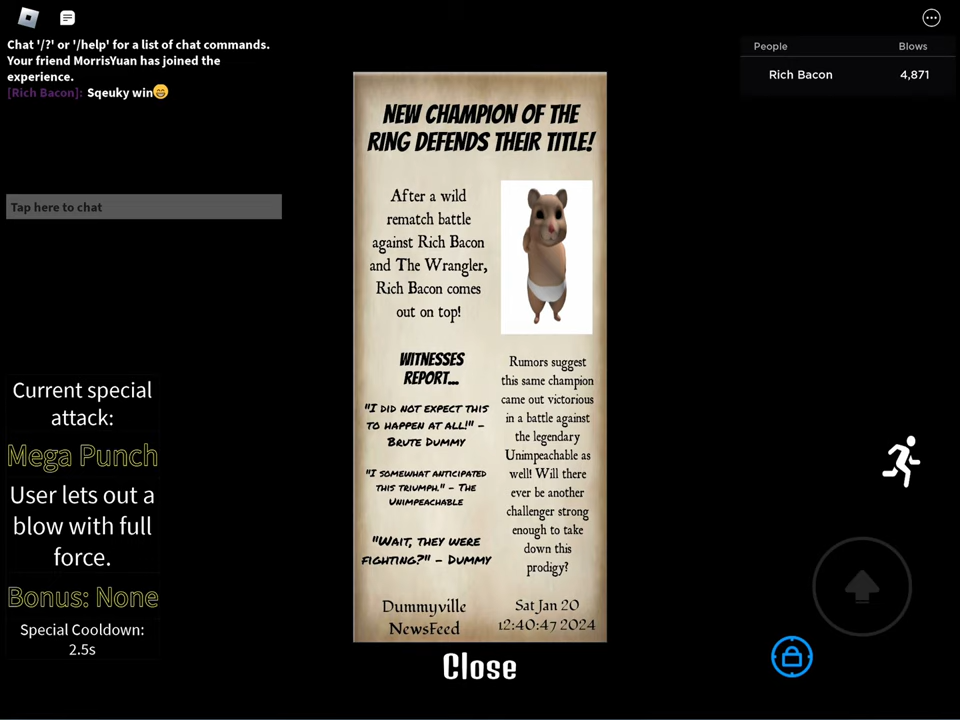 Chat '/?' or '/help' for a list of chat commands.
Your friend MorrisYuan has joined the
experience.
[Rich Bacon]: Sqeuky win😄
Tap here to chat
People Blows
Rich Bacon 4,871
NEW CHAMPION OF THE
RING DEFENDS THEIR TITLE!
After a wild
rematch battle
against Rich Bacon
and The Wrangler,
Rich Bacon comes
out on top!
WITNESSES
REPORT...
"I DID NOT EXPECT THIS
TO HAPPEN AT ALL!" -
BRUTE DUMMY
"I SOMEWHAT ANTICIPATED
THIS TRIUMPH." - THE
UNIMPEACHABLE
"WAIT, THEY WERE
FIGHTING?" - DUMMY
Rumors suggest
this same champion
came out victorious
in a battle against
the legendary
Unimpeachable as
well! Will there
ever be another
challenger strong
enough to take
down this
prodigy?
Dummyville
NewsFeed
Sat Jan 20
12:40:47 2024
Close
Current special
attack:
Mega Punch
User lets out a
blow with full
force.
Bonus: None
Special Cooldown:
2.5s